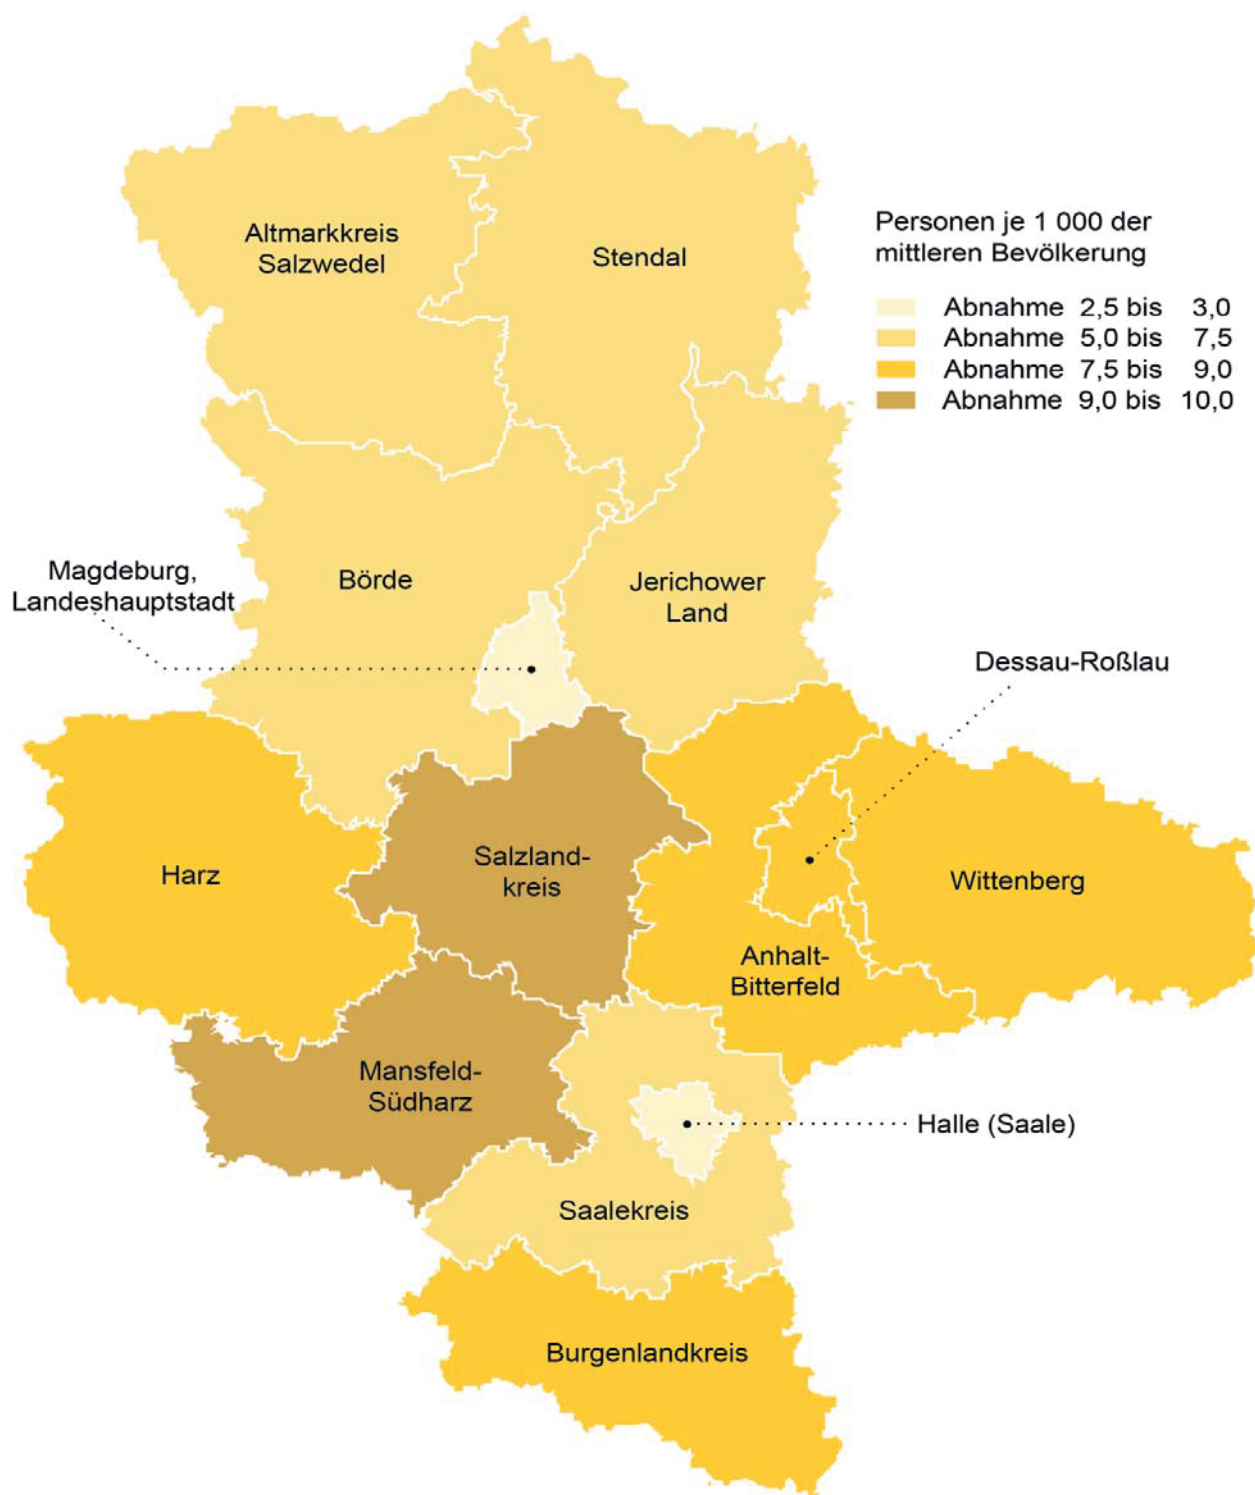 Altmarkkreis
Salzwedel
Stendal
Personen je 1 000 der
mittleren Bevölkerung
Abnahme 2,5 bis 3,0
Abnahme 5,0 bis 7,5
Abnahme 7,5 bis 9,0
Abnahme 9,0 bis 10,0
Magdeburg,
Landeshauptstadt
Börde
Jerichower
Land
Dessau-Roßlau
Harz
Salzland-
kreis
Wittenberg
Anhalt-
Bitterfeld
Mansfeld-
Südharz
Halle (Saale)
Saalekreis
Burgenlandkreis